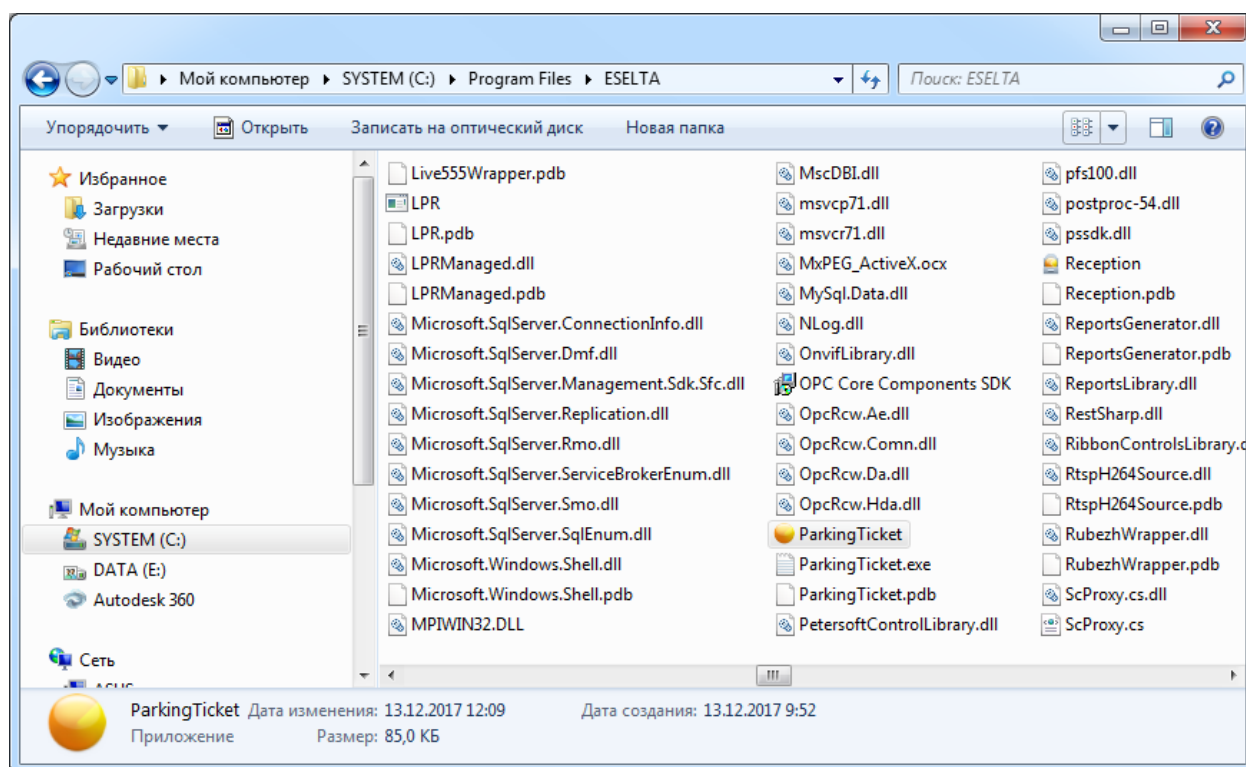 Мой компьютер ▸ SYSTEM (C:) ▸ Program Files ▸ ESELTA
Поиск: ESELTA
Упорядочить Открыть Записать на оптический диск Новая папка
Избранное
Загрузки
Недавние места
Рабочий стол
Библиотеки
Видео
Документы
Изображения
Музыка
Мой компьютер
SYSTEM (C:)
DATA (E:)
Autodesk 360
Сеть
Live555Wrapper.pdb
LPR
LPR.pdb
LPRManaged.dll
LPRManaged.pdb
Microsoft.SqlServer.ConnectionInfo.dll
Microsoft.SqlServer.Dmf.dll
Microsoft.SqlServer.Management.Sdk.Sfc.dll
Microsoft.SqlServer.Replication.dll
Microsoft.SqlServer.Rmo.dll
Microsoft.SqlServer.ServiceBrokerEnum.dll
Microsoft.SqlServer.Smo.dll
Microsoft.SqlServer.SqlEnum.dll
Microsoft.Windows.Shell.dll
Microsoft.Windows.Shell.pdb
MPIWIN32.DLL
MscDBI.dll
msvcp71.dll
msvcr71.dll
MxPEG_ActiveX.ocx
MySql.Data.dll
NLog.dll
OnvifLibrary.dll
OPC Core Components SDK
OpcRcw.Ae.dll
OpcRcw.Comn.dll
OpcRcw.Da.dll
OpcRcw.Hda.dll
ParkingTicket
ParkingTicket.exe
ParkingTicket.pdb
PetersoftControlLibrary.dll
pfs100.dll
postproc-54.dll
pssdk.dll
Reception
Reception.pdb
ReportsGenerator.dll
ReportsGenerator.pdb
ReportsLibrary.dll
RestSharp.dll
RibbonControlsLibrary.d
RtspH264Source.dll
RtspH264Source.pdb
RubezhWrapper.dll
RubezhWrapper.pdb
ScProxy.cs.dll
ScProxy.cs
ParkingTicket Дата изменения: 13.12.2017 12:09 Дата создания: 13.12.2017 9:52
Приложение Размер: 85,0 КБ